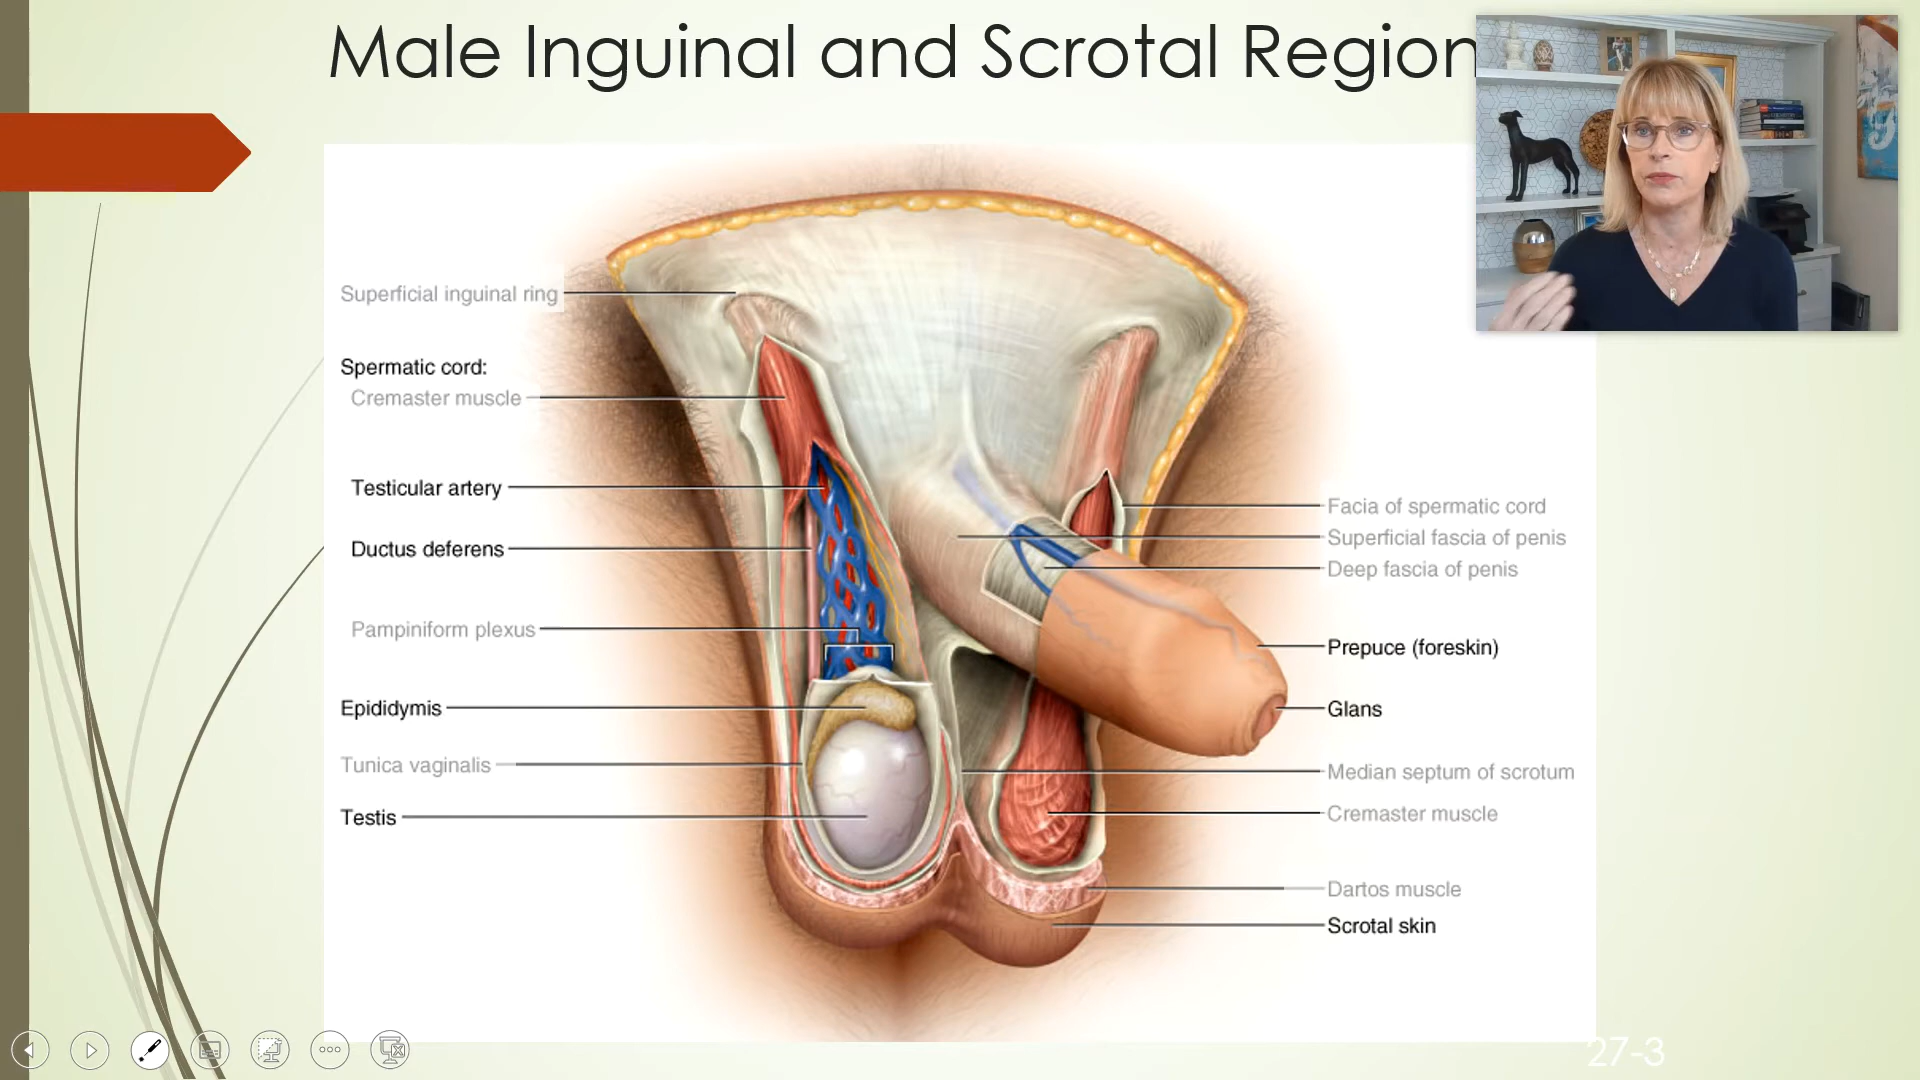 Male Inguinal and Scrotal Region
Superficial inguinal ring
Spermatic cord:
Cremaster muscle
Testicular artery
Ductus deferens
Pampiniform plexus
Epididymis
Tunica vaginalis
Testis
Facia of spermatic cord
Superficial fascia of penis
Deep fascia of penis
Prepuce (foreskin)
Glans
Median septum of scrotum
Cremaster muscle
Dartos muscle
Scrotal skin
27-3